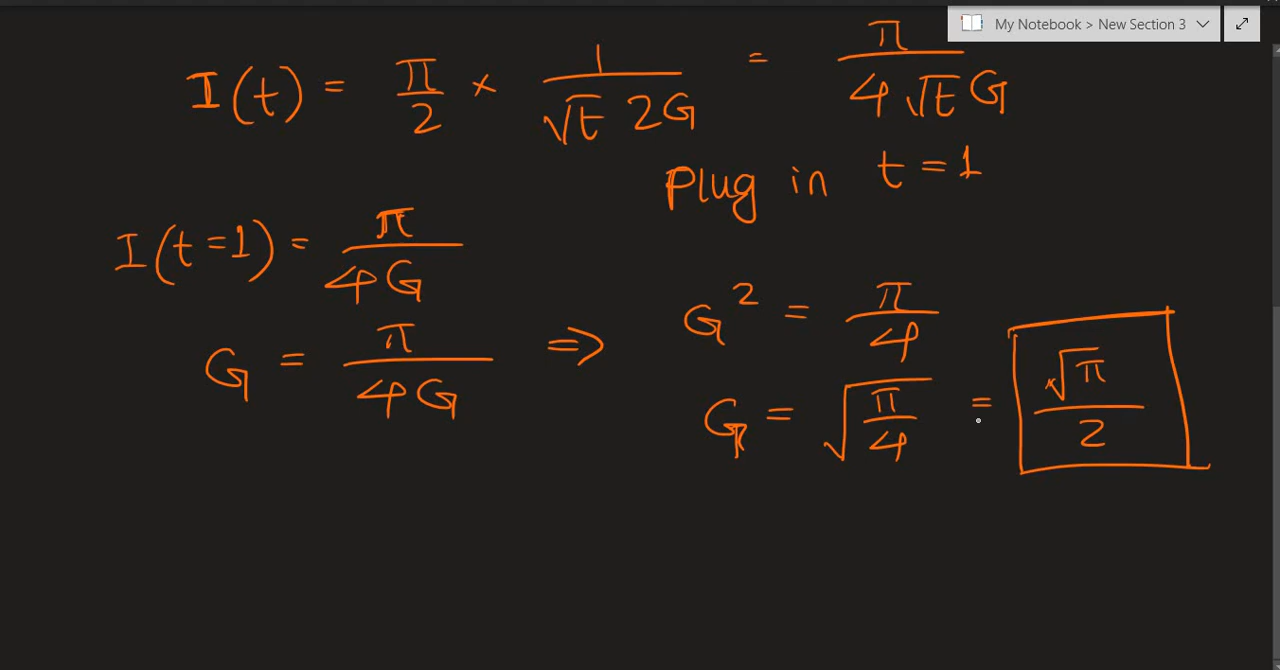 My Notebook > New Section 3
I(t) = π/2 × 1/(√t 2G) = π/(4 √t G)
Plug in t = 1
I(t = 1) = π/(4G)
G = π/(4G) ⇒ G² = π/4
G = √(π/4) = √π/2